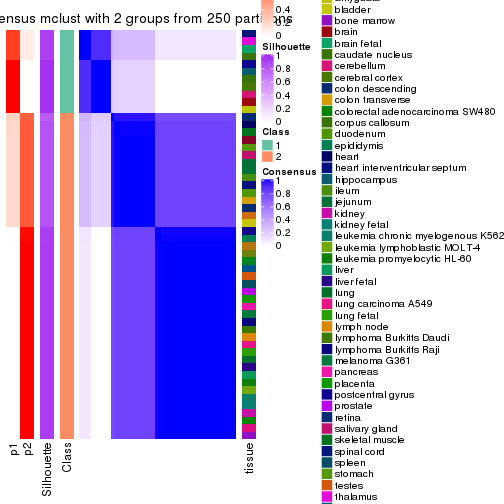 ensus mclust with 2 groups from 250 partitions
0.4
0.2
0
Silhouette
1
0.8
0.6
0.4
0.2
0
Class
1
2
Consensus
1
0.8
0.6
0.4
0.2
0
p1
p2
Silhouette
Class
tissue
bladder
bone marrow
brain
brain fetal
caudate nucleus
cerebellum
cerebral cortex
colon descending
colon transverse
colorectal adenocarcinoma SW480
corpus callosum
duodenum
epididymis
heart
heart interventricular septum
hippocampus
ileum
jejunum
kidney
kidney fetal
leukemia chronic myelogenous K562
leukemia lymphoblastic MOLT-4
leukemia promyelocytic HL-60
liver
liver fetal
lung
lung carcinoma A549
lung fetal
lymph node
lymphoma Burkitts Daudi
lymphoma Burkitts Raji
melanoma G361
pancreas
placenta
postcentral gyrus
prostate
retina
salivary gland
skeletal muscle
spinal cord
spleen
stomach
testes
thalamus